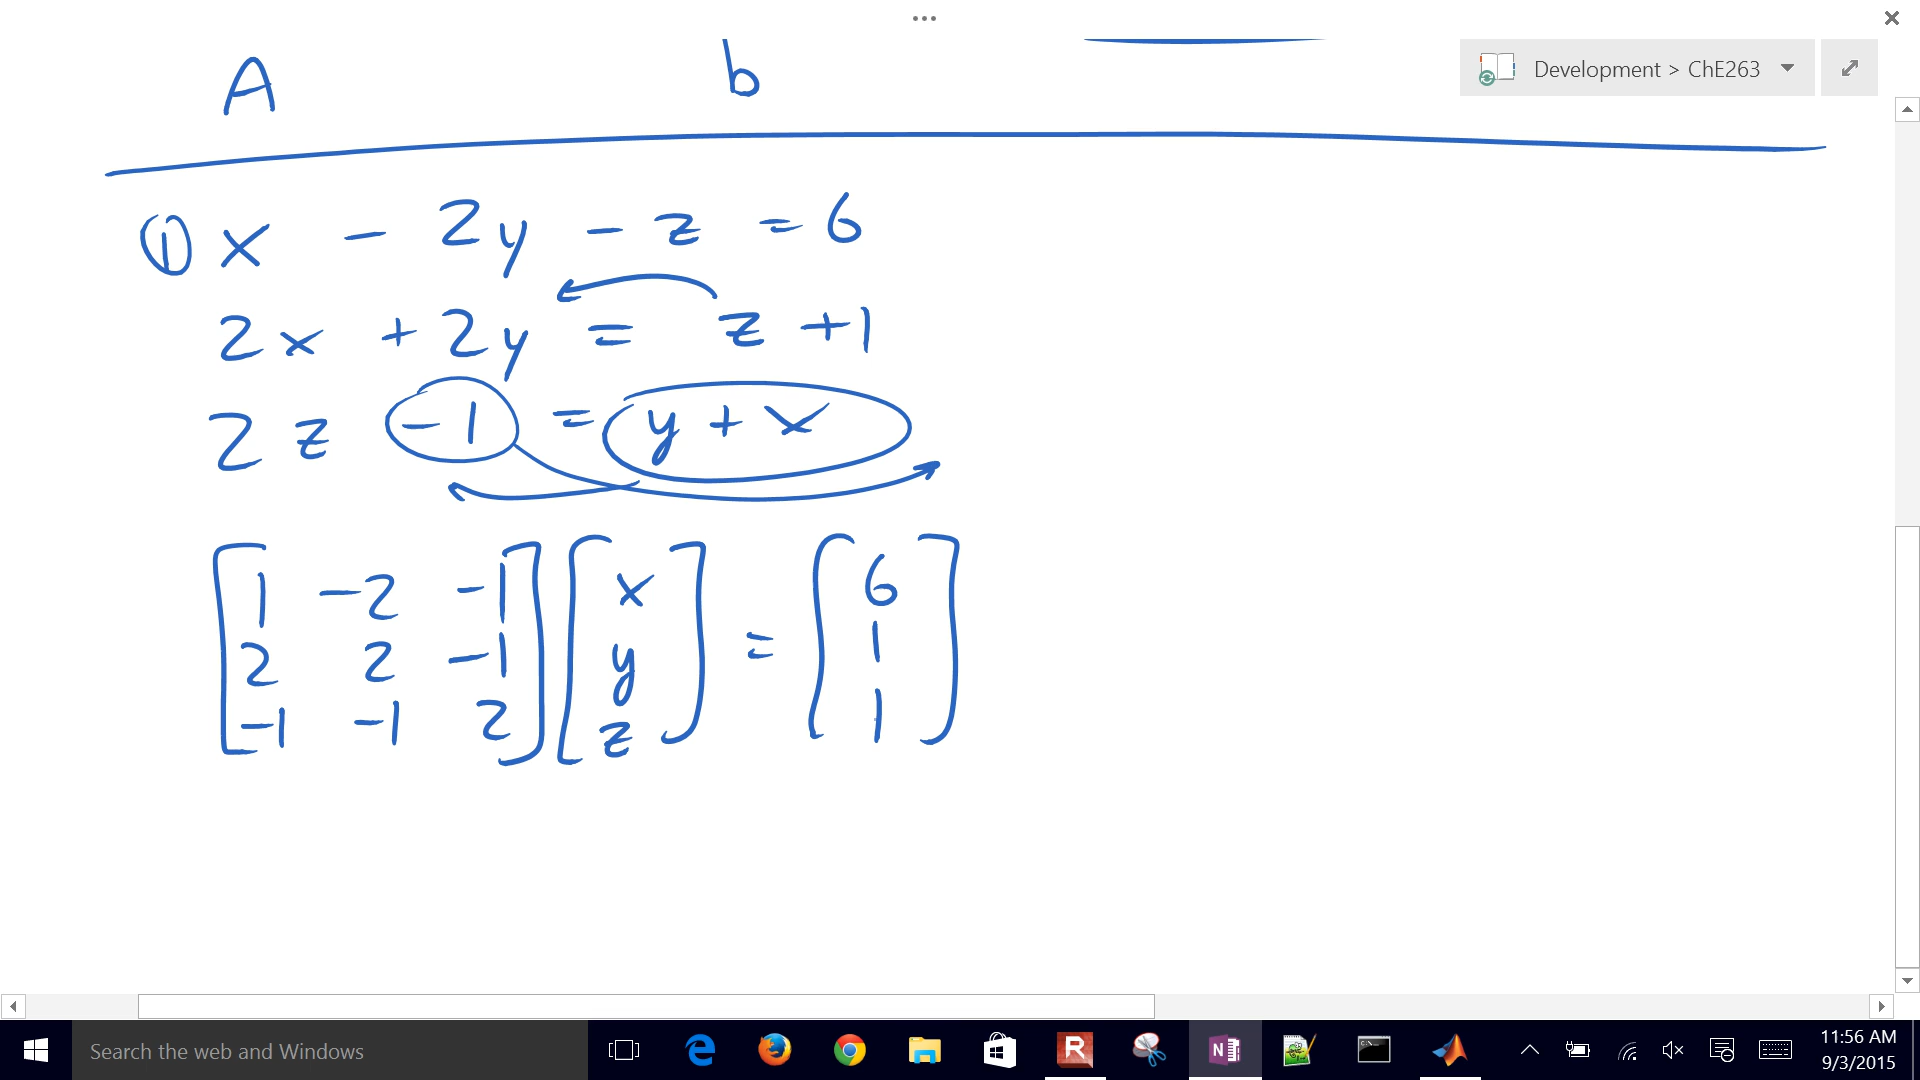 A b
Development > ChE263
① x - 2y - z = 6
2x + 2y = z + 1
2z -1 = y + x
[1 -2 -1] [x] = [6]
[2 2 -1] [y] [1]
[-1 -1 2] [z] [1]
Search the web and Windows
11:56 AM
9/3/2015